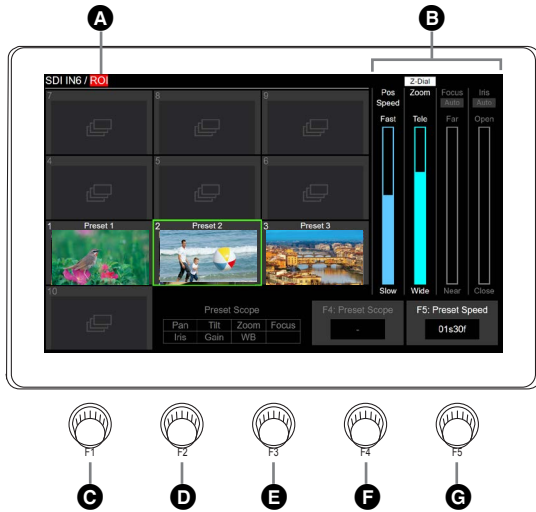 A
B
SDI IN6 / ROI
Z-Dial
Pos Speed
Zoom
Focus
Iris
Auto
Auto
Fast
Tele
Far
Open
7
8
9
4
5
6
1
Preset 1
2
Preset 2
3
Preset 3
10
Slow
Wide
Near
Close
Preset Scope
Pan
Tilt
Zoom
Focus
Iris
Gain
WB
F4: Preset Scope
-
F5: Preset Speed
01s30f
F1
F2
F3
F4
F5
C
D
E
F
G